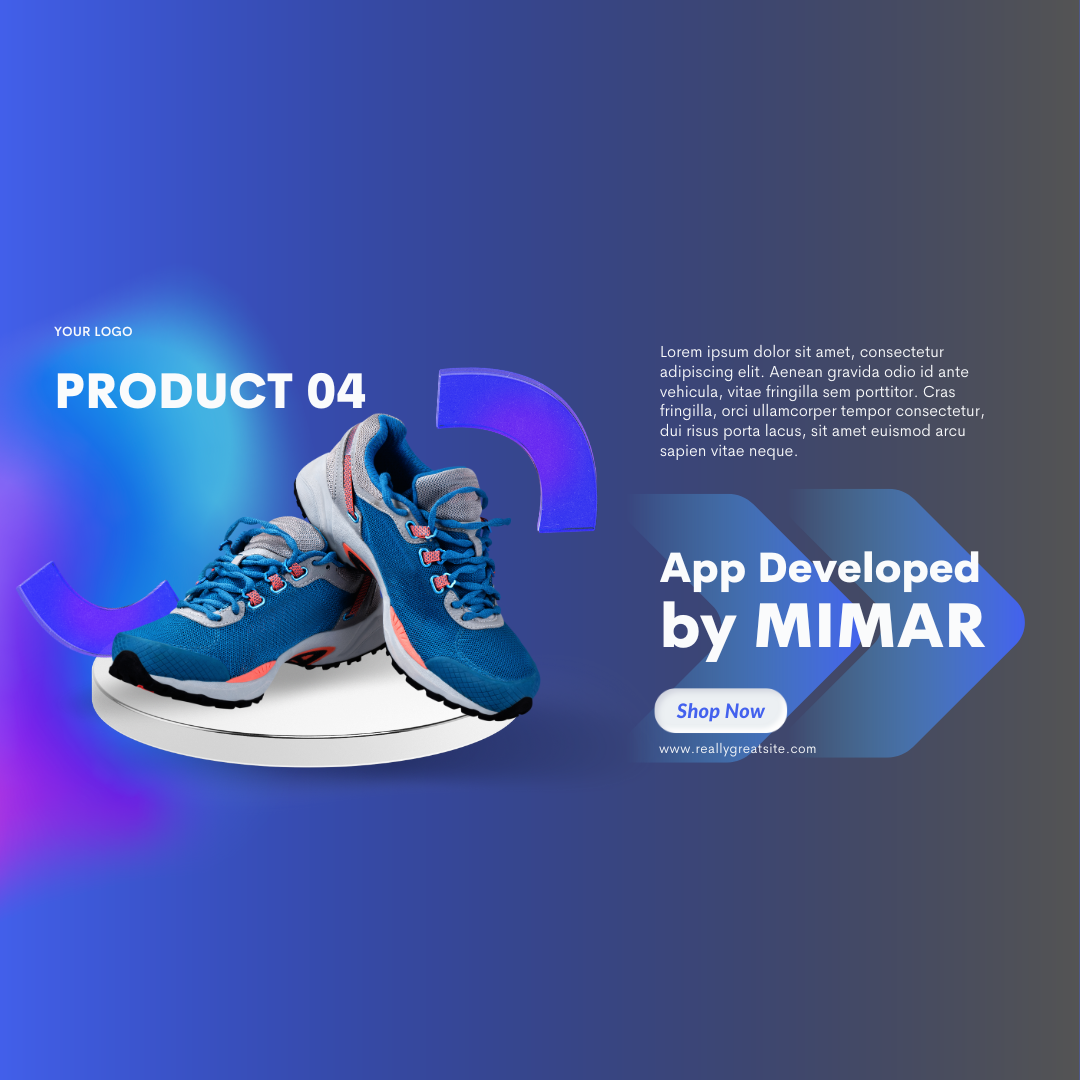 YOUR LOGO
PRODUCT 04
Lorem ipsum dolor sit amet, consectetur
adipiscing elit. Aenean gravida odio id ante
vehicula, vitae fringilla sem porttitor. Cras
fringilla, orci ullamcorper tempor consectetur,
dui risus porta lacus, sit amet euismod arcu
sapien vitae neque.
App Developed
by MIMAR
Shop Now
www.reallygreatsite.com